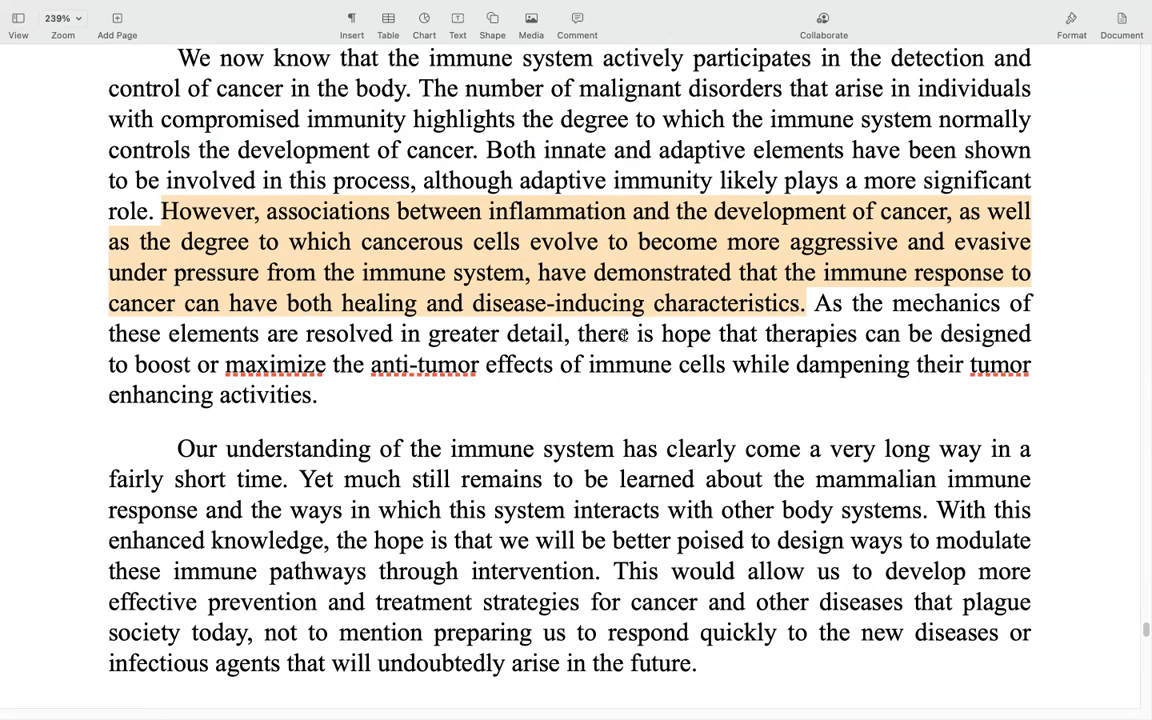 239%
View Zoom Add Page Insert Table Chart Text Shape Media Comment Collaborate Format Document
We now know that the immune system actively participates in the detection and
control of cancer in the body. The number of malignant disorders that arise in individuals
with compromised immunity highlights the degree to which the immune system normally
controls the development of cancer. Both innate and adaptive elements have been shown
to be involved in this process, although adaptive immunity likely plays a more significant
role. However, associations between inflammation and the development of cancer, as well
as the degree to which cancerous cells evolve to become more aggressive and evasive
under pressure from the immune system, have demonstrated that the immune response to
cancer can have both healing and disease-inducing characteristics. As the mechanics of
these elements are resolved in greater detail, there is hope that therapies can be designed
to boost or maximize the anti-tumor effects of immune cells while dampening their tumor
enhancing activities.
Our understanding of the immune system has clearly come a very long way in a
fairly short time. Yet much still remains to be learned about the mammalian immune
response and the ways in which this system interacts with other body systems. With this
enhanced knowledge, the hope is that we will be better poised to design ways to modulate
these immune pathways through intervention. This would allow us to develop more
effective prevention and treatment strategies for cancer and other diseases that plague
society today, not to mention preparing us to respond quickly to the new diseases or
infectious agents that will undoubtedly arise in the future.